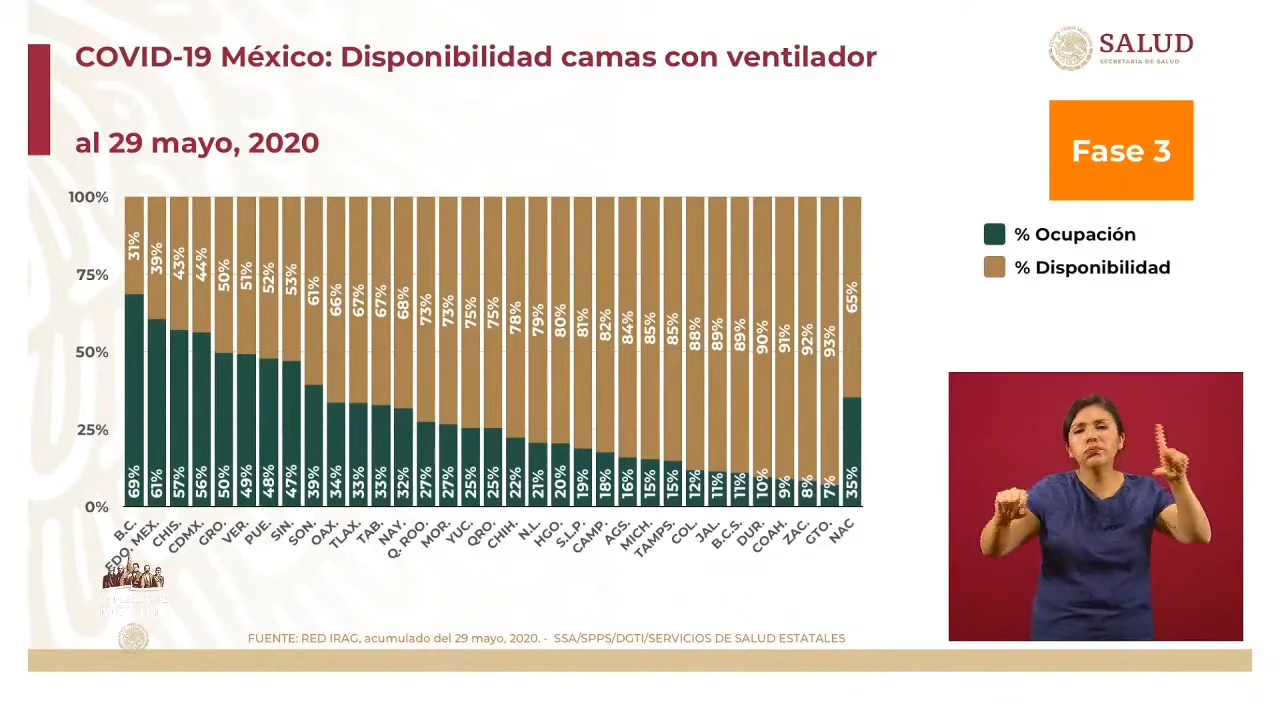 COVID-19 México: Disponibilidad camas con ventilador
al 29 mayo, 2020
SALUD
SECRETARÍA DE SALUD
Fase 3
% Ocupación
% Disponibilidad
100%
75%
50%
25%
0%
31% 39% 43% 44% 50% 51% 52% 53% 61% 66% 67% 67% 68% 73% 73% 75% 75% 78% 79% 80% 81% 82% 84% 85% 85% 88% 89% 89% 90% 91% 92% 93% 65%
69% 61% 57% 56% 50% 49% 48% 47% 39% 34% 33% 33% 32% 27% 27% 25% 25% 22% 21% 20% 19% 18% 16% 15% 15% 12% 11% 11% 10% 9% 8% 7% 35%
B.C. EDO. MEX. CHIS. CDMX. GRO. VER. PUE. SIN. SON. OAX. TLAX. TAB. NAY. Q. ROO. MOR. YUC. QRO. CHIH. N.L. HGO. S.L.P. CAMP. AGS. MICH. TAMPS. COL. JAL. B.C.S. DUR. COAH. ZAC. GTO. NAC
FUENTE: RED IRAG, acumulado del 29 mayo, 2020. - SSA/SPPS/DGTI/SERVICIOS DE SALUD ESTATALES